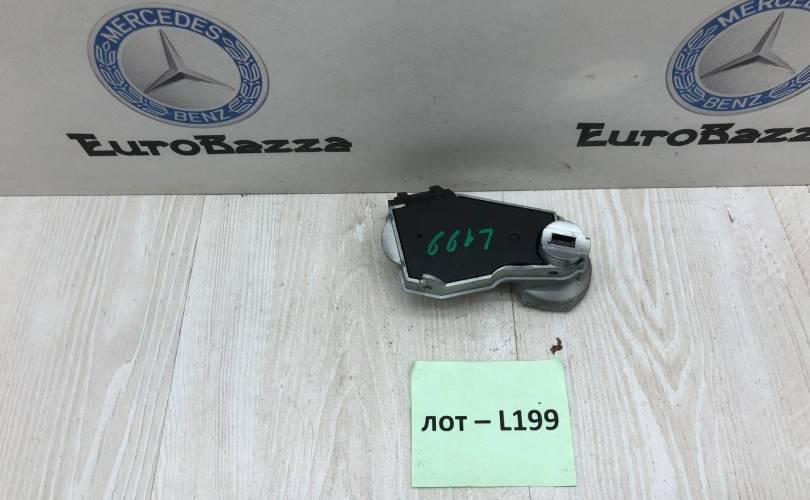 MERCEDES
BENZ
EuroBazza
MERCEDES
BENZ
EuroBazza
L199
лот – L199